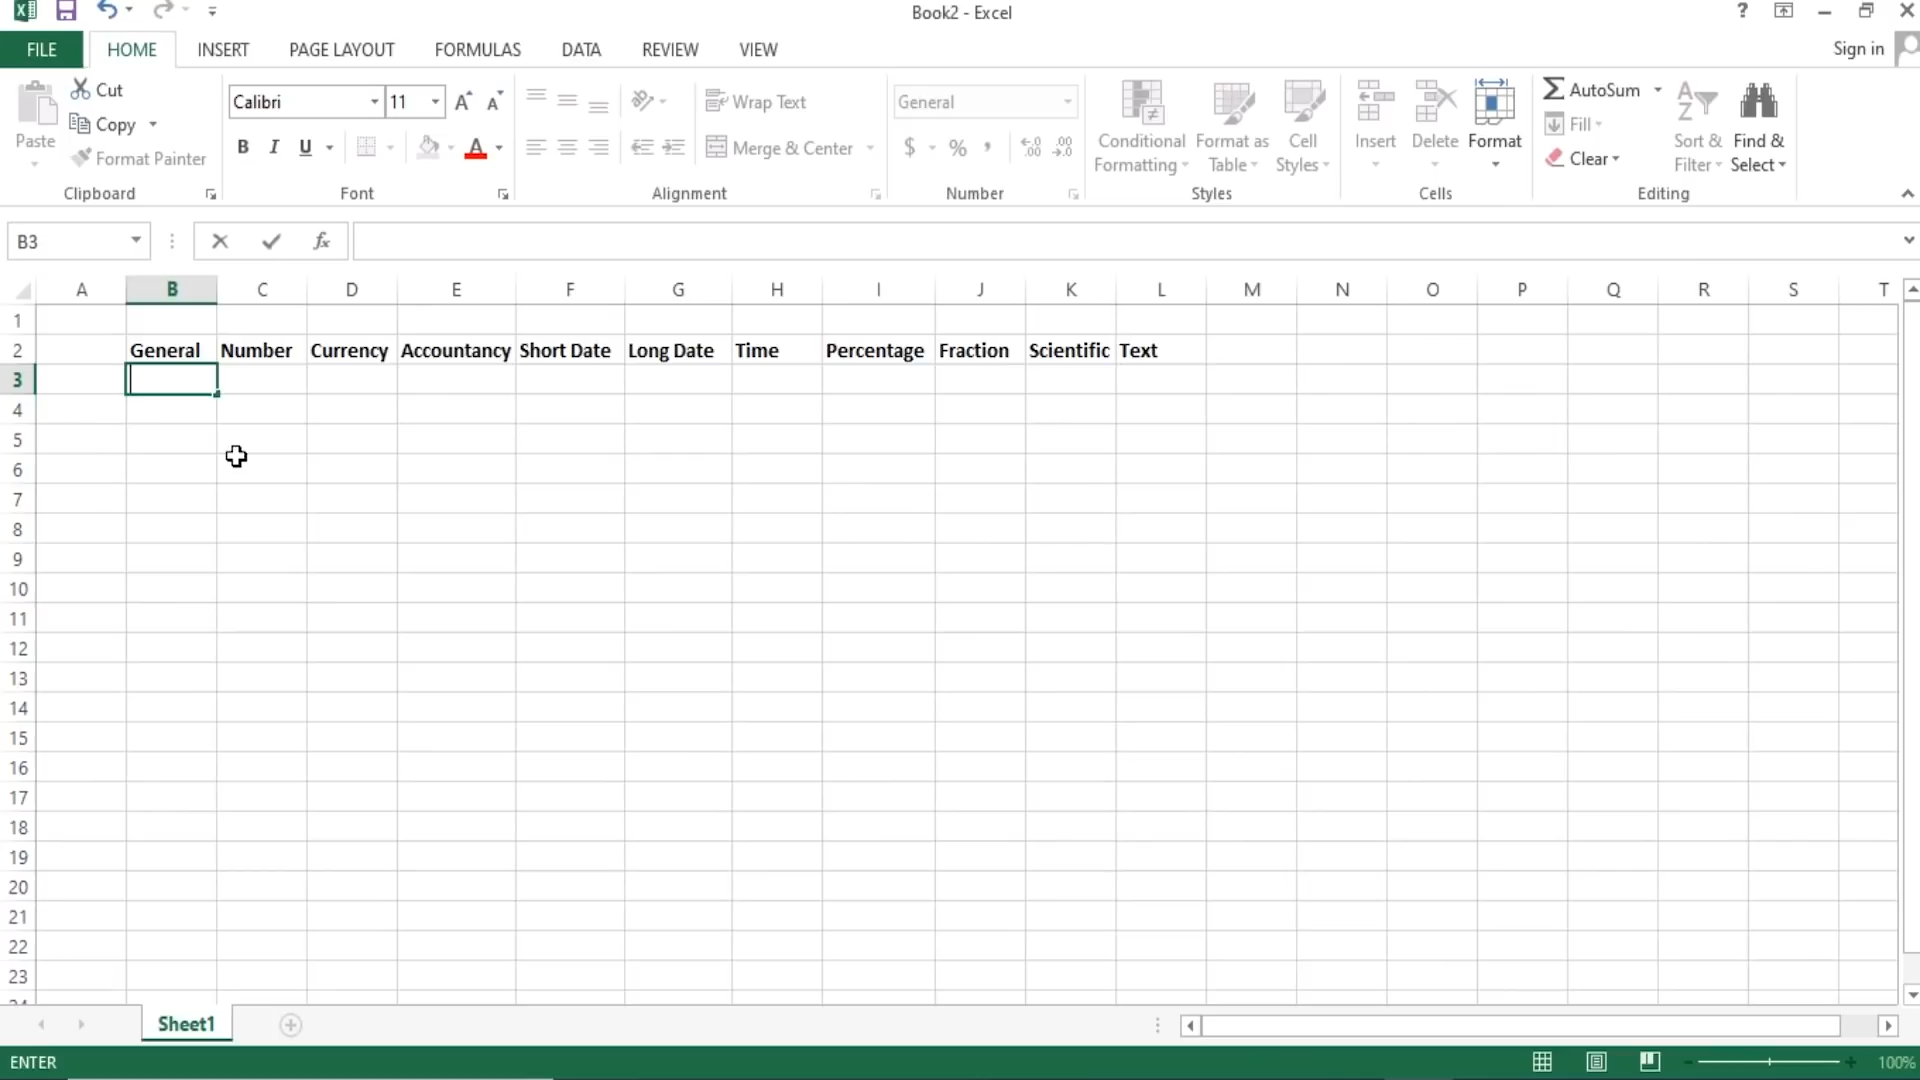 Book2 - Excel
?
FILE HOME INSERT PAGE LAYOUT FORMULAS DATA REVIEW VIEW Sign in
Paste Cut Copy Format Painter Clipboard
Calibri 11 A A B I U A Font
Wrap Text Merge & Center Alignment
General $ % , Number
Conditional Formatting Format as Table Cell Styles Styles
Insert Delete Format Cells
AutoSum Fill Clear Sort & Filter Find & Select Editing
B3 fx
A B C D E F G H I J K L M N O P Q R S T
1
2 General Number Currency Accountancy Short Date Long Date Time Percentage Fraction Scientific Text
3
4
5
6
7
8
9
10
11
12
13
14
15
16
17
18
19
20
21
22
23
Sheet1
ENTER 100%